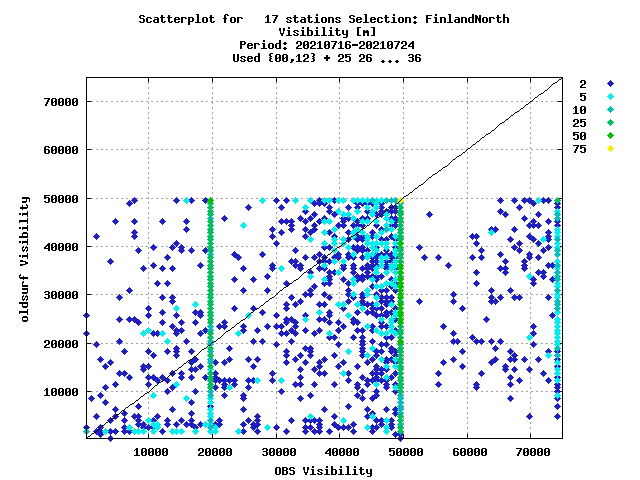 Scatterplot for   17 stations Selection: FinlandNorth
Visibility [m]
Period: 20210716-20210724
Used {00,12} + 25 26 ... 36
2
5
10
25
50
75
70000
60000
50000
40000
30000
20000
10000
oldsurf Visibility
10000 20000 30000 40000 50000 60000 70000
OBS Visibility